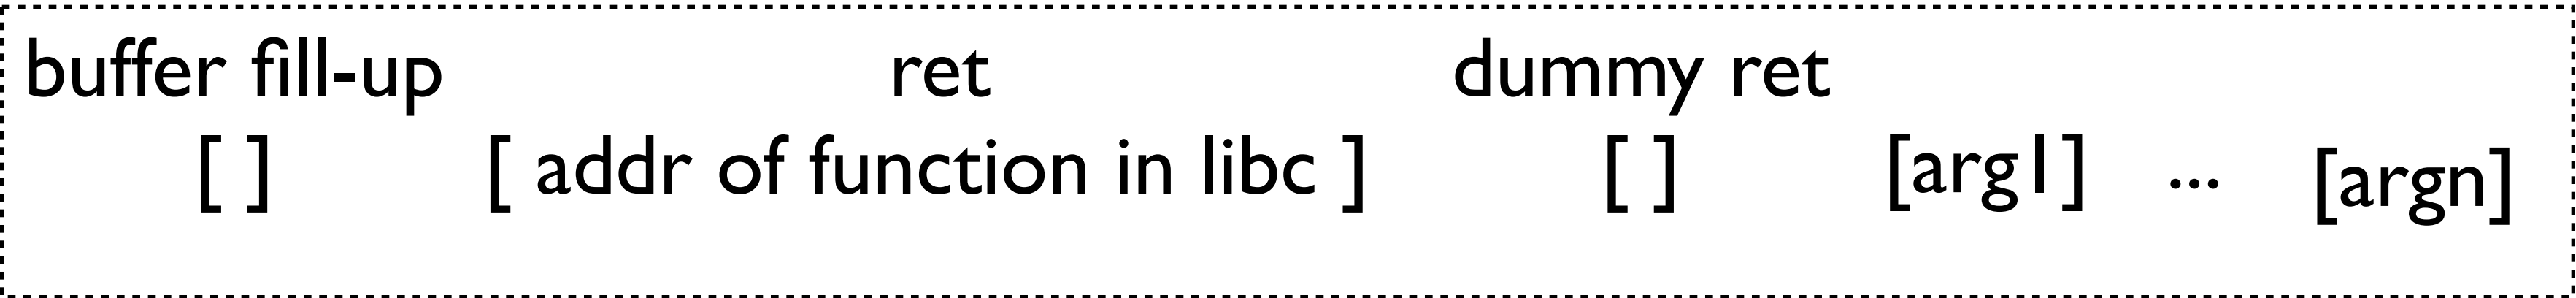 buffer fill-up ret dummy ret
[ ] [ addr of function in libc ] [ ] [arg1] ... [argn]